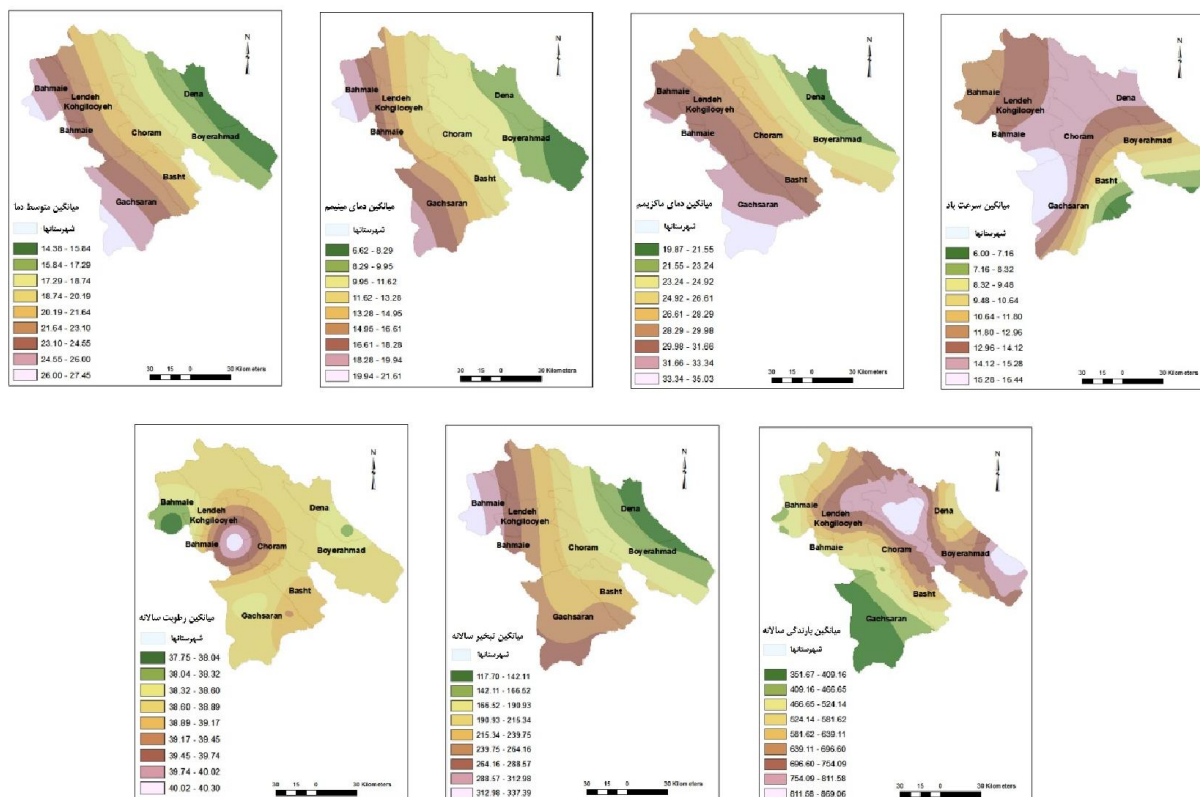 N
Bahmaie
Dena
Lendeh
Kohgilooyeh
Bahmaie
Boyerahmad
Choram
Basht
Gachsaran
میانگین متوسط دما
شهرستانها
14.38 - 15.84
15.84 - 17.29
17.29 - 18.74
18.74 - 20.19
20.19 - 21.64
21.64 - 23.10
23.10 - 24.55
24.55 - 26.00
26.00 - 27.45
30 15 0 30 Kilometers
N
Bahmaie
Dena
Lendeh
Kohgilooyeh
Bahmaie
Choram
Boyerahmad
Basht
Gachsaran
میانگین دمای مینیمم
شهرستانها
6.62 - 8.29
8.29 - 9.95
9.95 - 11.62
11.62 - 13.28
13.28 - 14.95
14.95 - 16.61
16.61 - 18.28
18.28 - 19.94
19.94 - 21.61
30 15 0 30 Kilometers
N
Bahmaie
Dena
Lendeh
Kohgilooyeh
Bahmaie
Choram
Boyerahmad
Basht
Gachsaran
میانگین دمای ماکزیمم
شهرستانها
19.87 - 21.55
21.55 - 23.24
23.24 - 24.92
24.92 - 26.61
26.61 - 28.29
28.29 - 29.98
29.98 - 31.66
31.66 - 33.34
33.34 - 35.03
30 15 0 30 Kilometers
N
Bahmaie
Dena
Lendeh
Kohgilooyeh
Bahmaie
Choram
Boyerahmad
Basht
Gachsaran
میانگین سرعت باد
شهرستانها
6.00 - 7.16
7.16 - 8.32
8.32 - 9.48
9.48 - 10.64
10.64 - 11.80
11.80 - 12.96
12.96 - 14.12
14.12 - 15.28
15.28 - 16.44
30 15 0 30 Kilometers
N
Bahmaie
Dena
Lendeh
Kohgilooyeh
Bahmaie
Choram
Boyerahmad
Basht
Gachsaran
میانگین رطوبت سالانه
شهرستانها
37.75 - 38.04
38.04 - 38.32
38.32 - 38.60
38.60 - 38.89
38.89 - 39.17
39.17 - 39.45
39.45 - 39.74
39.74 - 40.02
40.02 - 40.30
30 15 0 30 Kilometers
N
Bahmaie
Dena
Lendeh
Kohgilooyeh
Bahmaie
Choram
Boyerahmad
Basht
Gachsaran
میانگین تبخیر سالانه
شهرستانها
117.70 - 142.11
142.11 - 166.52
166.52 - 190.93
190.93 - 215.34
215.34 - 239.75
239.75 - 264.16
264.16 - 288.57
288.57 - 312.98
312.98 - 337.39
30 15 0 30 Kilometers
N
Bahmaie
Dena
Lendeh
Kohgilooyeh
Bahmaie
Choram
Boyerahmad
Basht
Gachsaran
میانگین بارندگی سالانه
شهرستانها
351.67 - 409.16
409.16 - 466.65
466.65 - 524.14
524.14 - 581.62
581.62 - 639.11
639.11 - 696.60
696.60 - 754.09
754.09 - 811.58
811.58 - 869.06
30 15 0 30 Kilometers